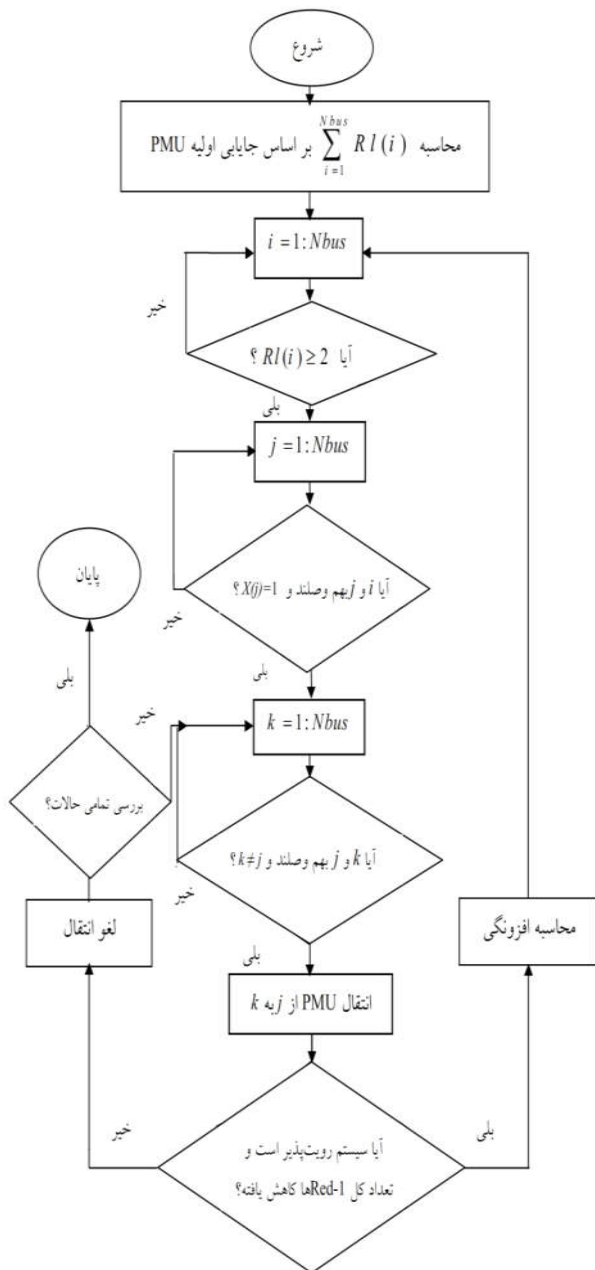 شروع
محاسبه $\sum_{i=1}^{Nbus} Rl(i)$ بر اساس جایابی اولیه PMU
i = 1: Nbus
خیر
آیا Rl(i) ≥ 2 ؟
بلی
j = 1: Nbus
آیا i و j بهم وصلند و X(j)=1 ؟
خیر
بلی
پایان
بلی
خیر
k = 1: Nbus
بررسی تمامی حالات؟
آیا k و j بهم وصلند و k≠j ؟
خیر
بلی
لغو انتقال
محاسبه افزونگی
انتقال PMU از j به k
خیر
بلی
آیا سیستم رویت‌پذیر است و
تعداد کل Red-1ها کاهش یافته؟